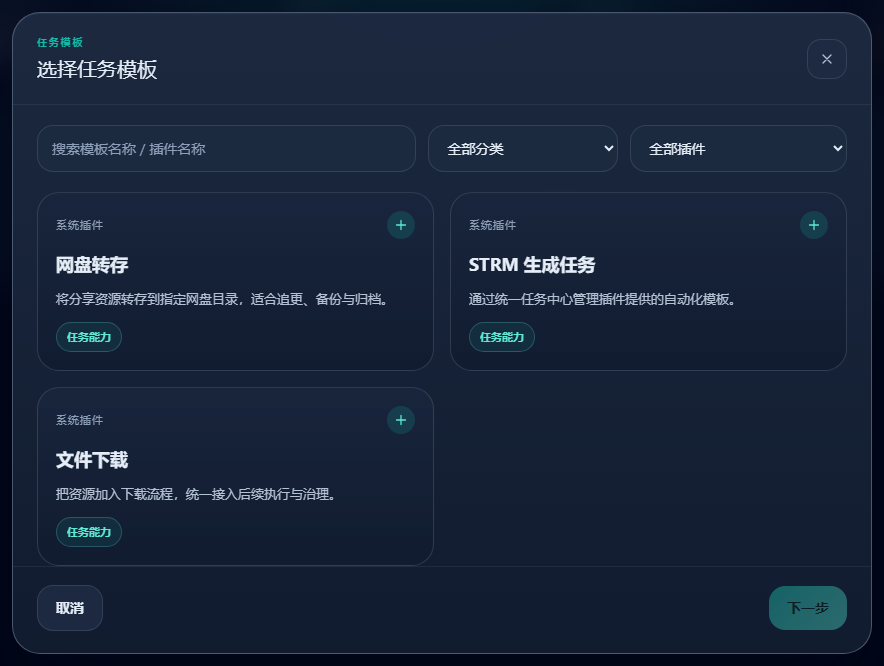 任务模板
选择任务模板
搜索模板名称 / 插件名称
全部分类
全部插件
系统插件
网盘转存
将分享资源转存到指定网盘目录，适合追更、备份与归档。
任务能力
系统插件
STRM 生成任务
通过统一任务中心管理插件提供的自动化模板。
任务能力
系统插件
文件下载
把资源加入下载流程，统一接入后续执行与治理。
任务能力
取消
下一步